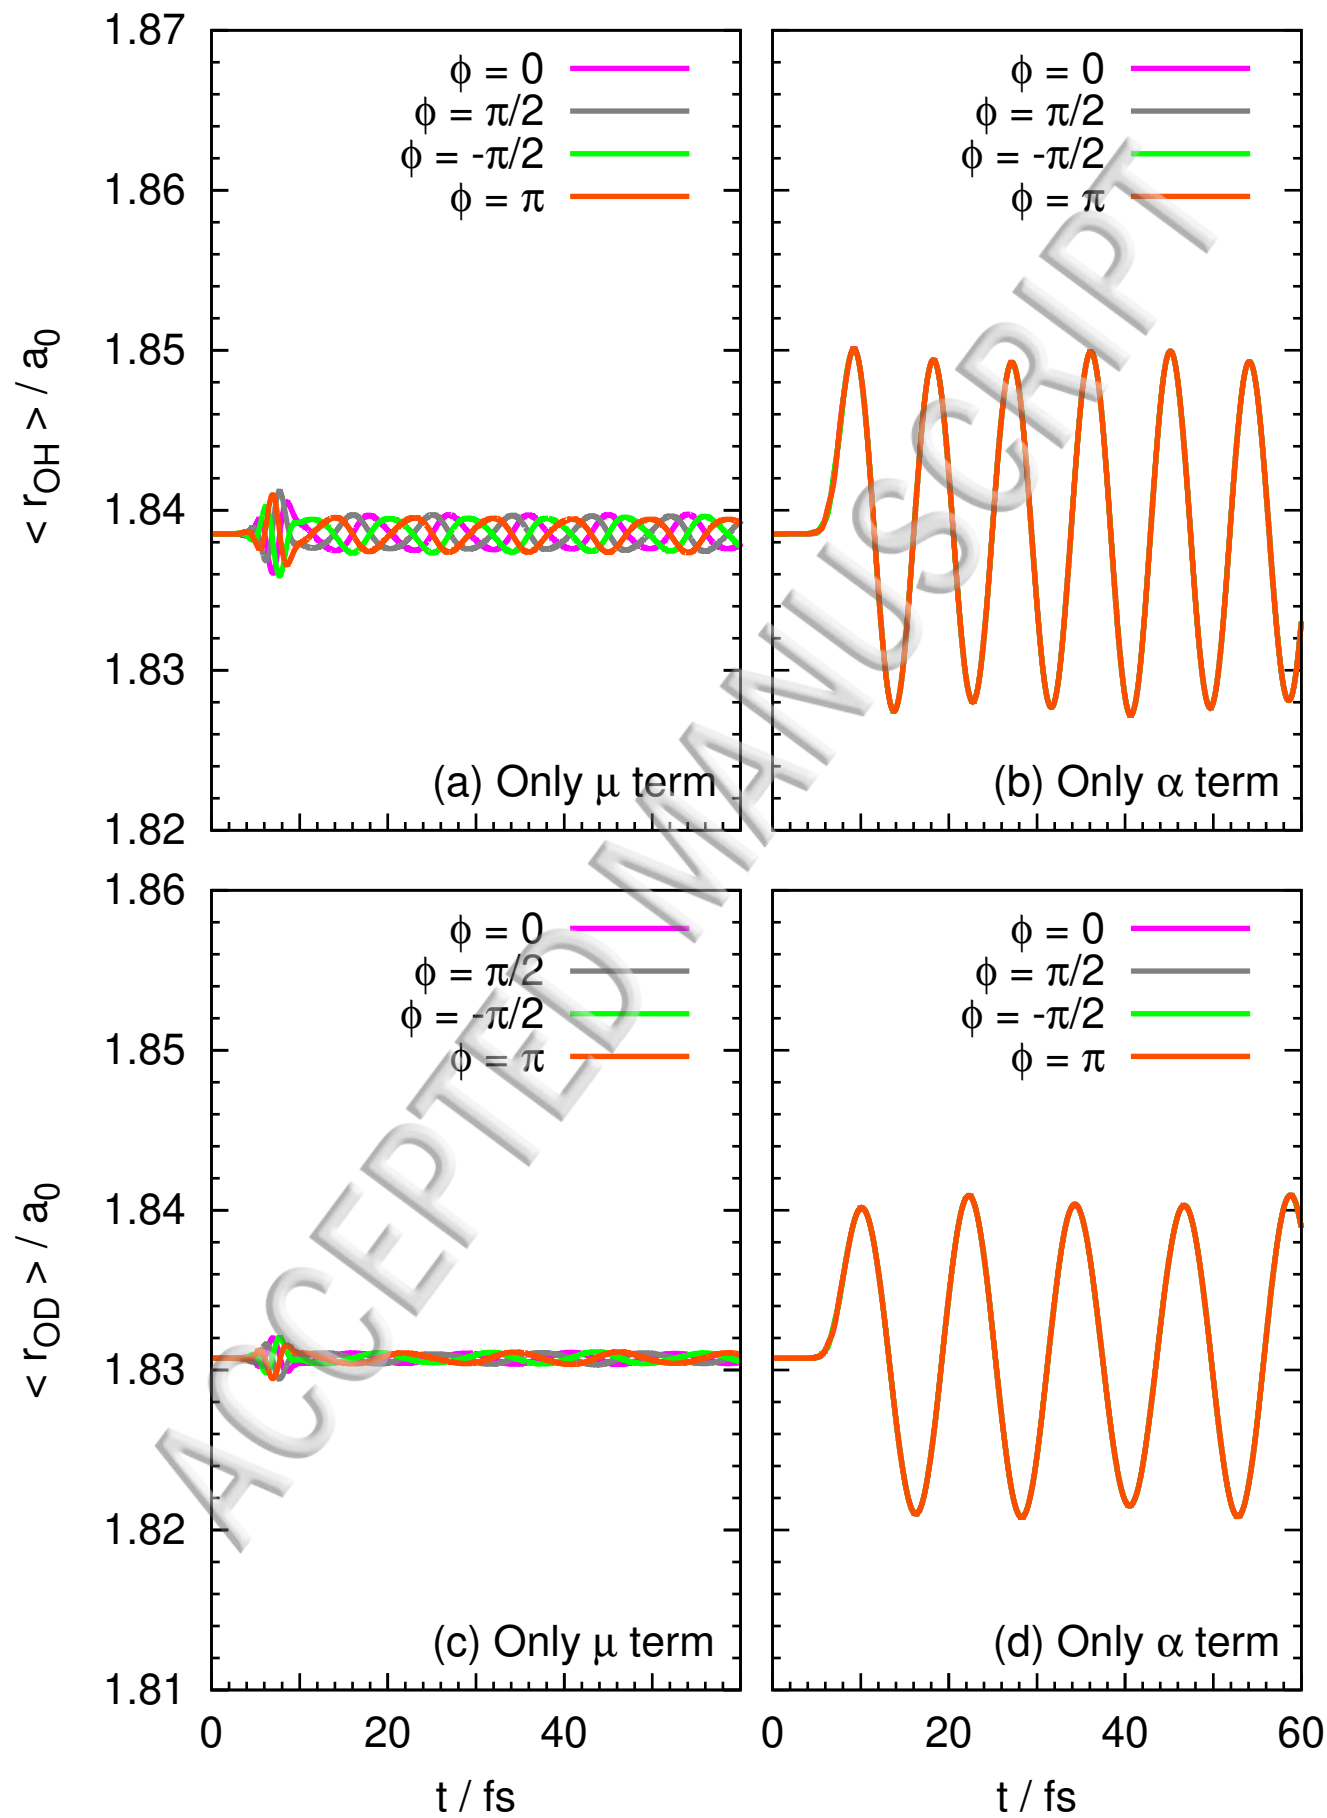 1.87
1.86
1.85
1.84
1.83
1.82
< r_OH > / a_0
ϕ = 0
ϕ = π/2
ϕ = -π/2
ϕ = π
(a) Only μ term
ϕ = 0
ϕ = π/2
ϕ = -π/2
ϕ = π
(b) Only α term
1.86
1.85
1.84
1.83
1.82
1.81
< r_OD > / a_0
ϕ = 0
ϕ = π/2
ϕ = -π/2
ϕ = π
(c) Only μ term
ϕ = 0
ϕ = π/2
ϕ = -π/2
ϕ = π
(d) Only α term
0 20 40
0 20 40 60
t / fs
t / fs
ACCEPTED MANUSCRIPT